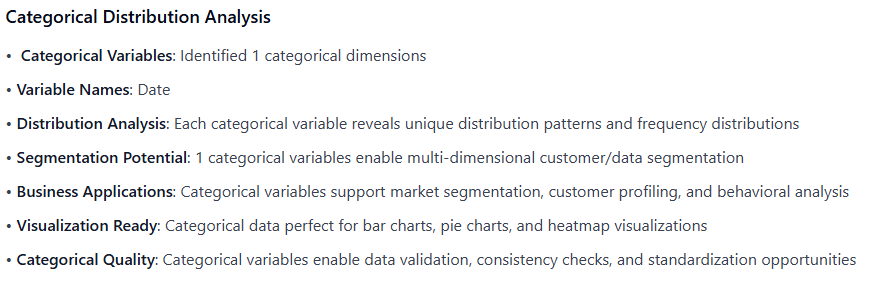 Categorical Distribution Analysis
• Categorical Variables: Identified 1 categorical dimensions
• Variable Names: Date
• Distribution Analysis: Each categorical variable reveals unique distribution patterns and frequency distributions
• Segmentation Potential: 1 categorical variables enable multi-dimensional customer/data segmentation
• Business Applications: Categorical variables support market segmentation, customer profiling, and behavioral analysis
• Visualization Ready: Categorical data perfect for bar charts, pie charts, and heatmap visualizations
• Categorical Quality: Categorical variables enable data validation, consistency checks, and standardization opportunities